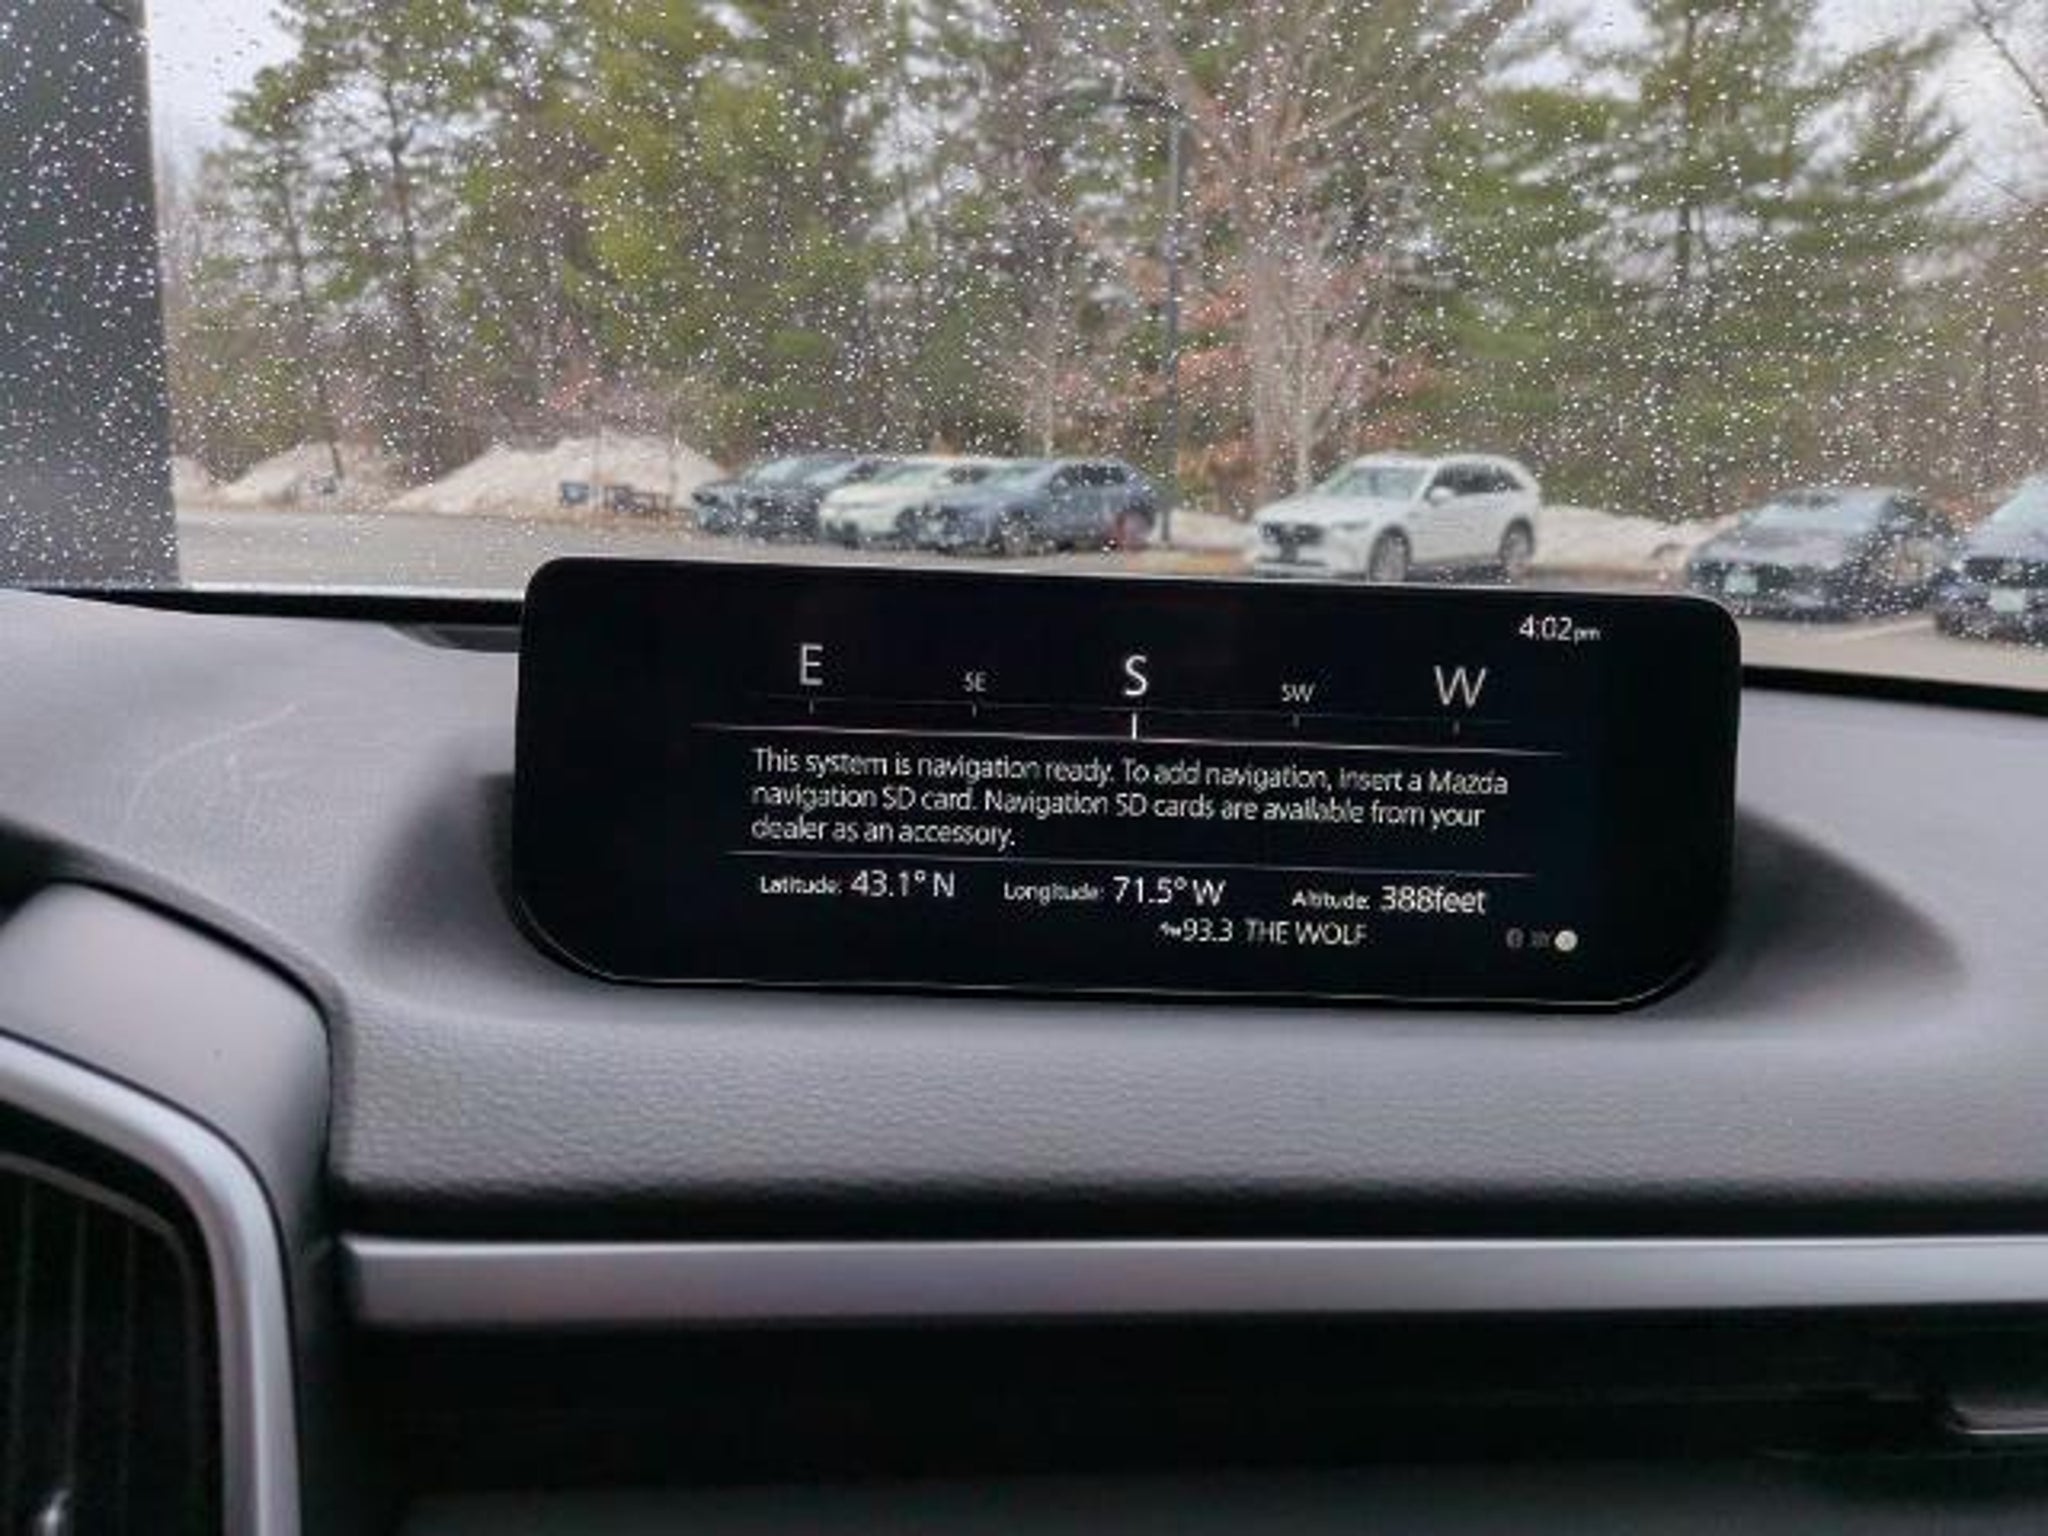 4:02pm
E SE S SW W
This system is navigation ready. To add navigation, insert a Mazda
navigation SD card. Navigation SD cards are available from your
dealer as an accessory.
Latitude: 43.1° N Longitude: 71.5° W Altitude: 388feet
93.3 THE WOLF